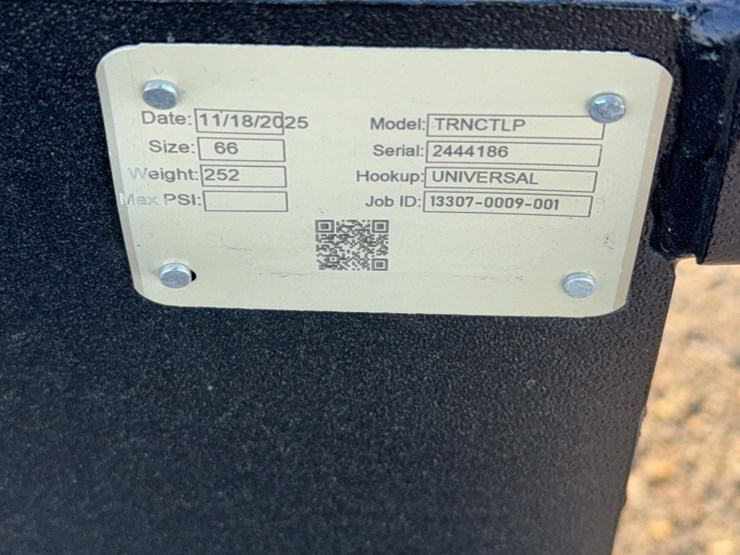 Date: 11/18/2025
Size: 66
Weight: 252
Max PSI:
Model: TRNCTLP
Serial: 2444186
Hookup: UNIVERSAL
Job ID: 13307-0009-001